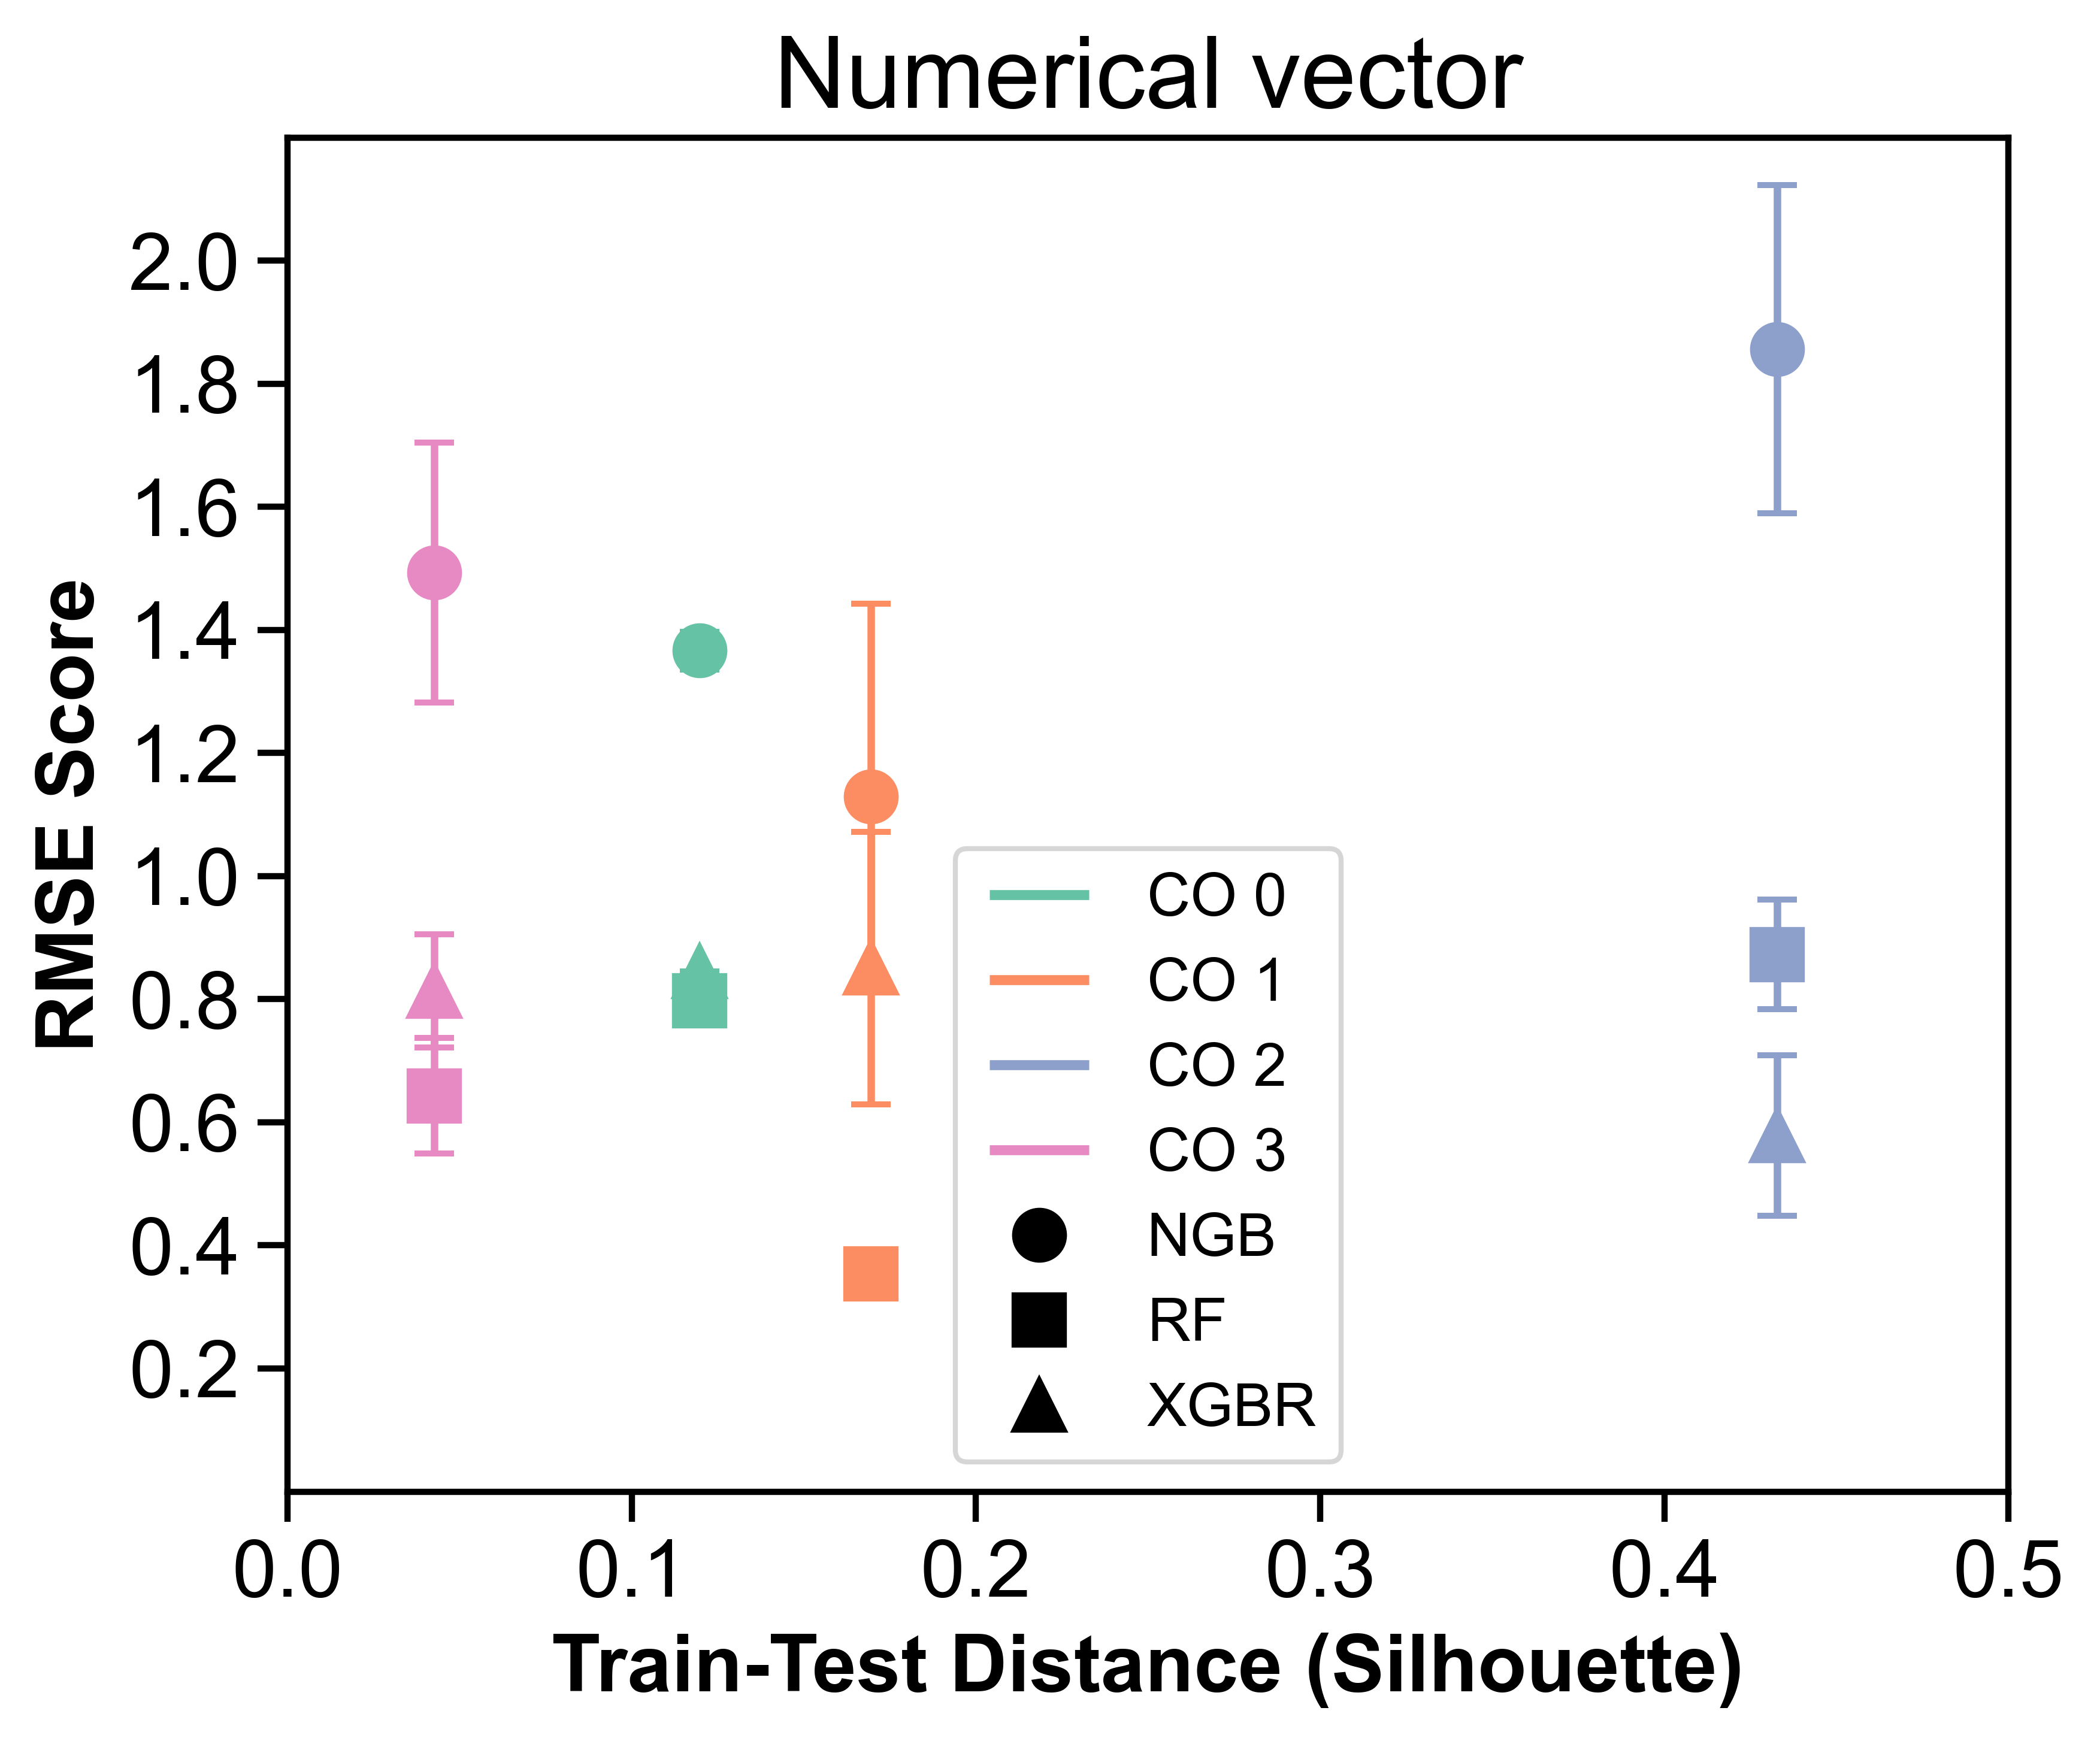 Numerical vector
RMSE Score
2.0
1.8
1.6
1.4
1.2
1.0
0.8
0.6
0.4
0.2
CO 0
CO 1
CO 2
CO 3
NGB
RF
XGBR
0.0 0.1 0.2 0.3 0.4 0.5
Train-Test Distance (Silhouette)